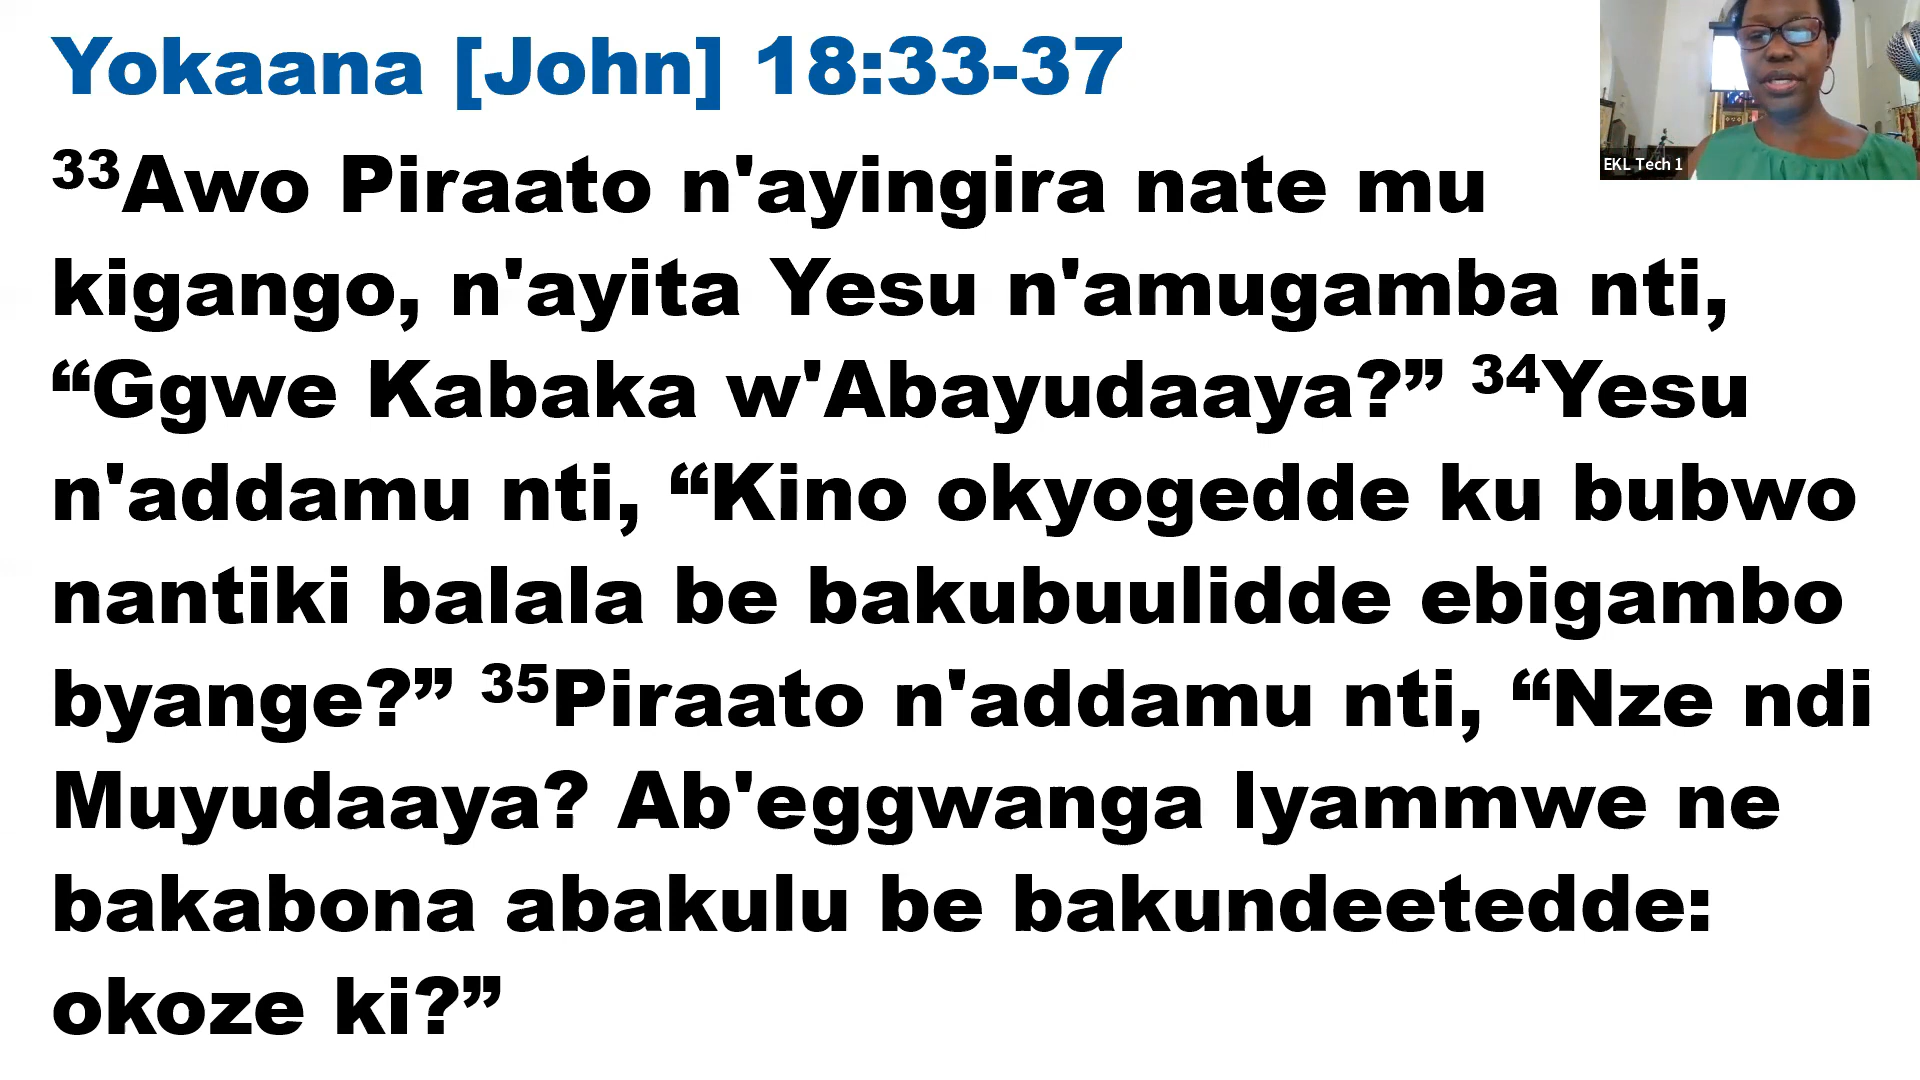 Yokaana [John] 18:33-37
³³Awo Piraato n'ayingira nate mu
kigango, n'ayita Yesu n'amugamba nti,
“Ggwe Kabaka w'Abayudaaya?” ³⁴Yesu
n'addamu nti, “Kino okyogedde ku bubwo
nantiki balala be bakubuulidde ebigambo
byange?” ³⁵Piraato n'addamu nti, “Nze ndi
Muyudaaya? Ab'eggwanga lyammwe ne
bakabona abakulu be bakundeetedde:
okoze ki?”
EKL Tech 1